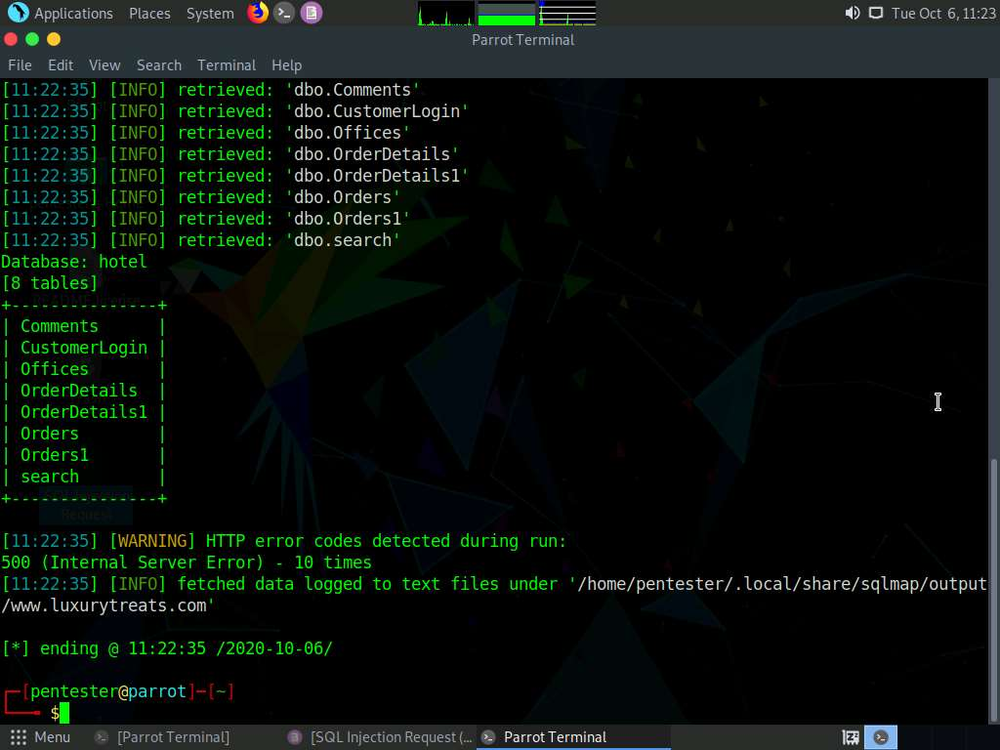 Applications Places System Tue Oct 6, 11:23
Parrot Terminal
File Edit View Search Terminal Help
[11:22:35] [INFO] retrieved: 'dbo.Comments'
[11:22:35] [INFO] retrieved: 'dbo.CustomerLogin'
[11:22:35] [INFO] retrieved: 'dbo.Offices'
[11:22:35] [INFO] retrieved: 'dbo.OrderDetails'
[11:22:35] [INFO] retrieved: 'dbo.OrderDetails1'
[11:22:35] [INFO] retrieved: 'dbo.Orders'
[11:22:35] [INFO] retrieved: 'dbo.Orders1'
[11:22:35] [INFO] retrieved: 'dbo.search'
Database: hotel
[8 tables]
+---------------+
| Comments      |
| CustomerLogin |
| Offices       |
| OrderDetails  |
| OrderDetails1 |
| Orders        |
| Orders1       |
| search        |
+---------------+
Request
[11:22:35] [WARNING] HTTP error codes detected during run:
500 (Internal Server Error) - 10 times
[11:22:35] [INFO] fetched data logged to text files under '/home/pentester/.local/share/sqlmap/output
/www.luxurytreats.com'
[*] ending @ 11:22:35 /2020-10-06/
┌─[pentester@parrot]─[~]
└──╼ $
Menu [Parrot Terminal] [SQL Injection Request (... Parrot Terminal